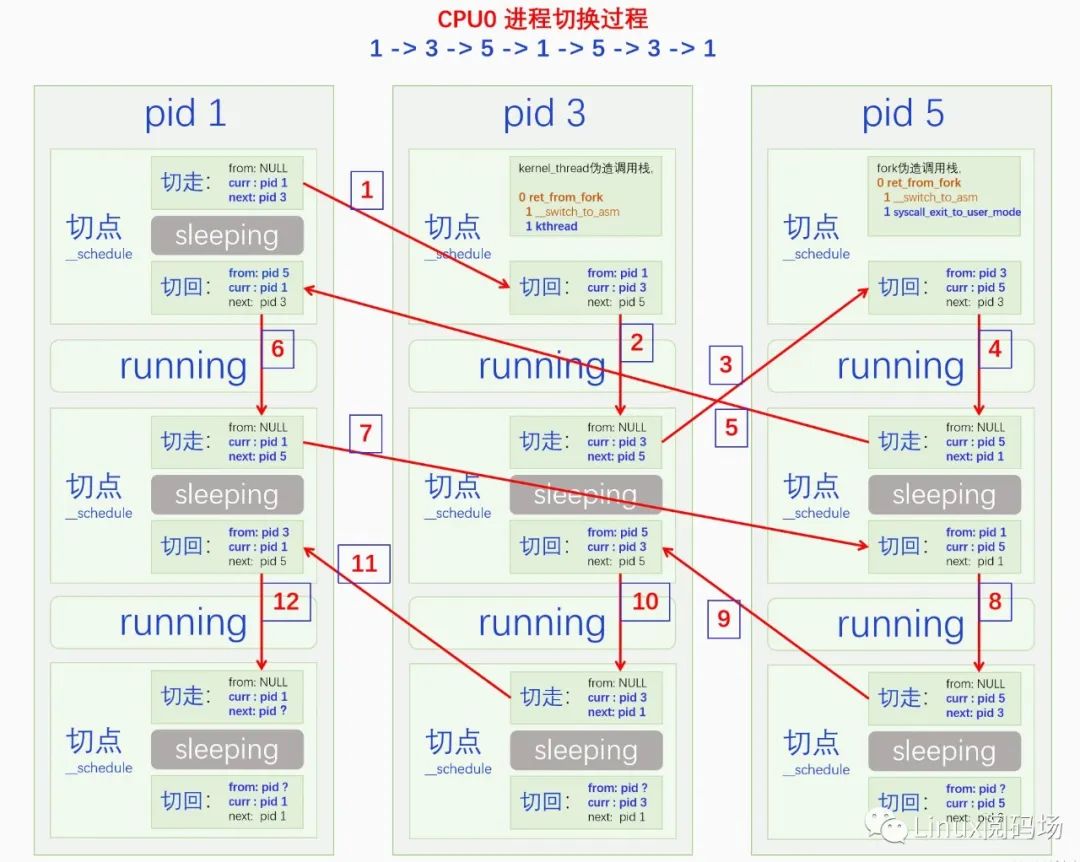 CPU0 进程切换过程
1 -> 3 -> 5 -> 1 -> 5 -> 3 -> 1
pid 1
切点
__schedule
切走：
from: NULL
curr : pid 1
next: pid 3
sleeping
切回：
from: pid 5
curr : pid 1
next: pid 3
6
running
切点
__schedule
切走：
from: NULL
curr : pid 1
next: pid 5
sleeping
切回：
from: pid 3
curr : pid 1
next: pid 5
12
running
切点
__schedule
切走：
from: NULL
curr : pid 1
next: pid ?
sleeping
切回：
from: pid ?
curr : pid 1
next: pid 1
1
7
11
pid 3
切点
__schedule
kernel_thread伪造调用栈,
0 ret_from_fork
1 __switch_to_asm
1 kthread
切回：
from: pid 1
curr : pid 3
next: pid 5
2
running
切点
__schedule
切走：
from: NULL
curr : pid 3
next: pid 5
sleeping
切回：
from: pid 5
curr : pid 3
next: pid 5
10
running
切点
__schedule
切走：
from: NULL
curr : pid 3
next: pid 1
sleeping
切回：
from: pid ?
curr : pid 3
next: pid 1
3
5
9
pid 5
切点
__schedule
fork伪造调用栈,
0 ret_from_fork
1 __switch_to_asm
1 syscall_exit_to_user_mode
切回：
from: pid 3
curr : pid 5
next: pid 3
4
running
切点
__schedule
切走：
from: NULL
curr : pid 5
next: pid 1
sleeping
切回：
from: pid 1
curr : pid 5
next: pid 1
8
running
切点
__schedule
切走：
from: NULL
curr : pid 5
next: pid 3
sleeping
切回：
from: pid ?
curr : pid 5
next: pid
Linux阅码场